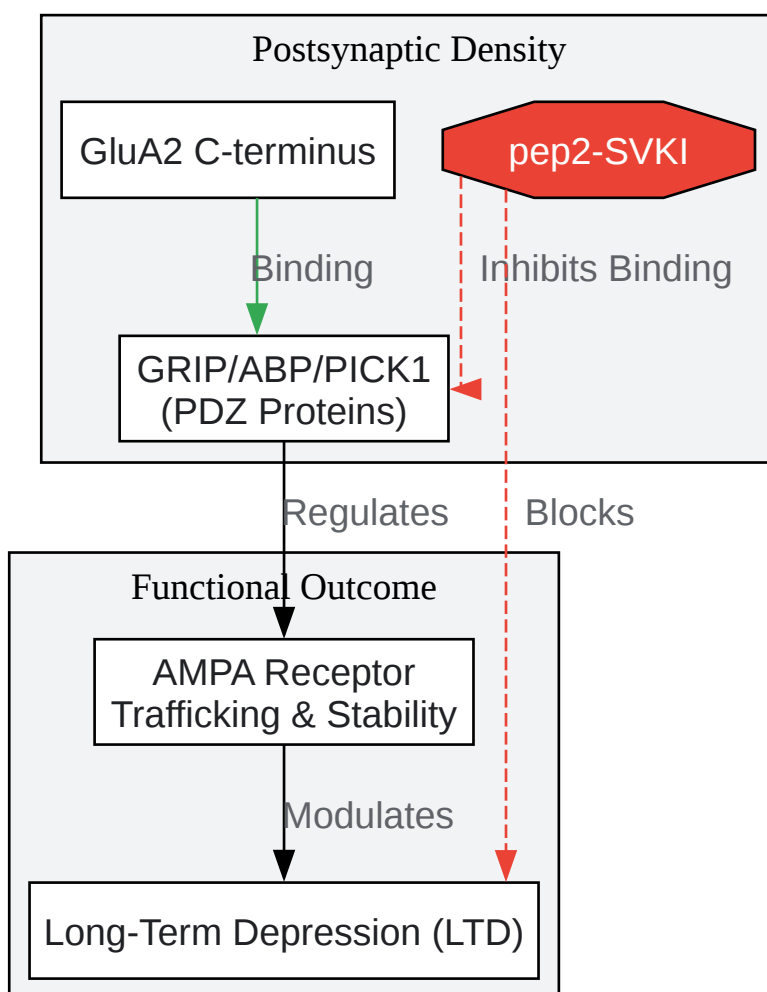 Postsynaptic Density
GluA2 C-terminus
pep2-SVKI
Binding
Inhibits Binding
GRIP/ABP/PICK1
(PDZ Proteins)
Regulates
Blocks
Functional Outcome
AMPA Receptor
Trafficking & Stability
Modulates
Long-Term Depression (LTD)